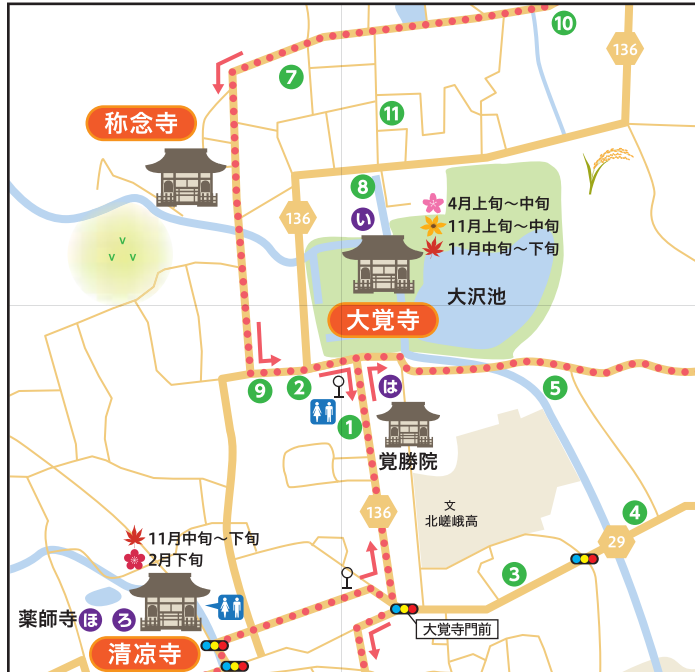 10
136
7
11
称念寺
8
4月上旬～中旬
い
11月上旬～中旬
136
11月中旬～下旬
大沢池
大覚寺
9
2
は
5
1
覚勝院
136
文
北嵯峨高
4
29
11月中旬～下旬
2月下旬
3
薬師寺 ほ ろ
大覚寺門前
清凉寺